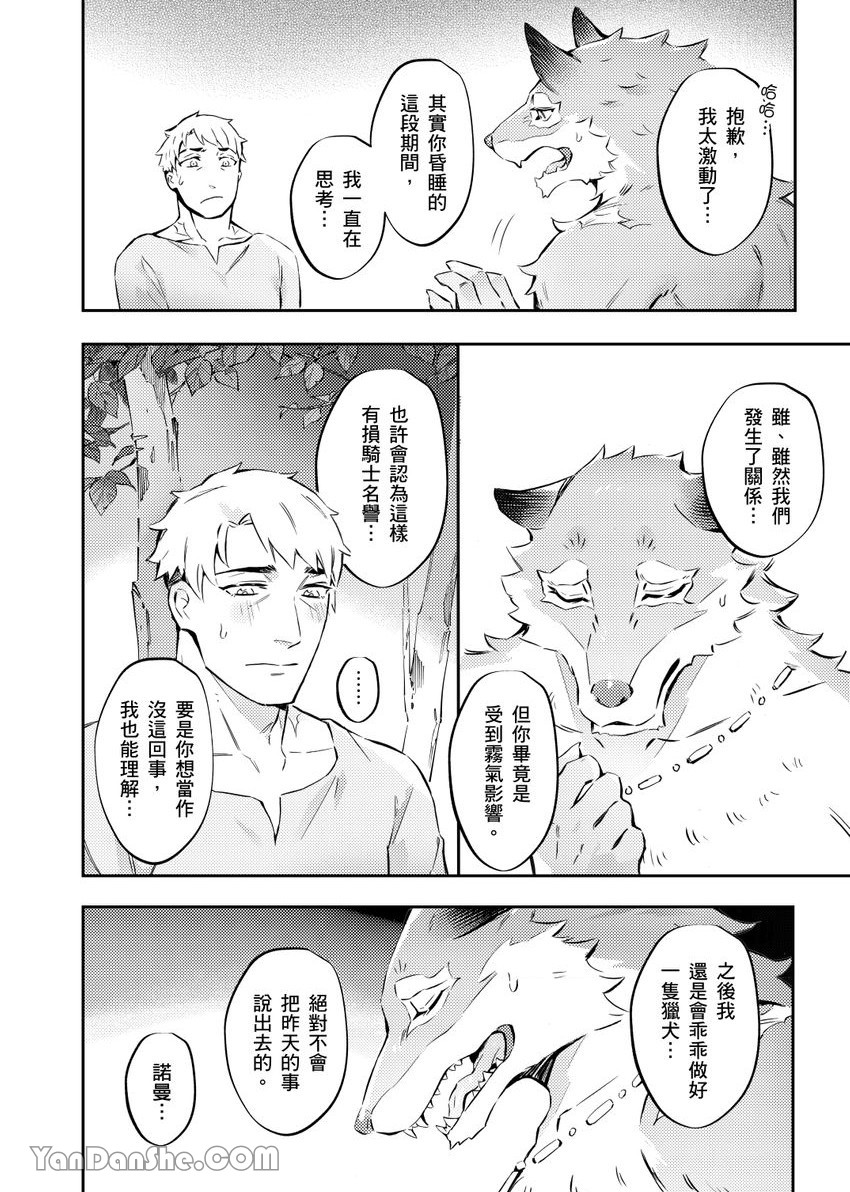 哈哈…
抱歉，
我太激動了…
其實你昏睡的
這段期間，
我一直在
思考…
雖、雖然我們
發生了關係…
但你畢竟是
受到霧氣影響。
也許會認為這樣
有損騎士名譽…
……
要是你想當作
沒這回事，
我也能理解…
之後我
還是會乖乖做好
一隻獵犬…
絕對不會
把昨天的事
說出去的。
諾曼…
YanDanShe.com